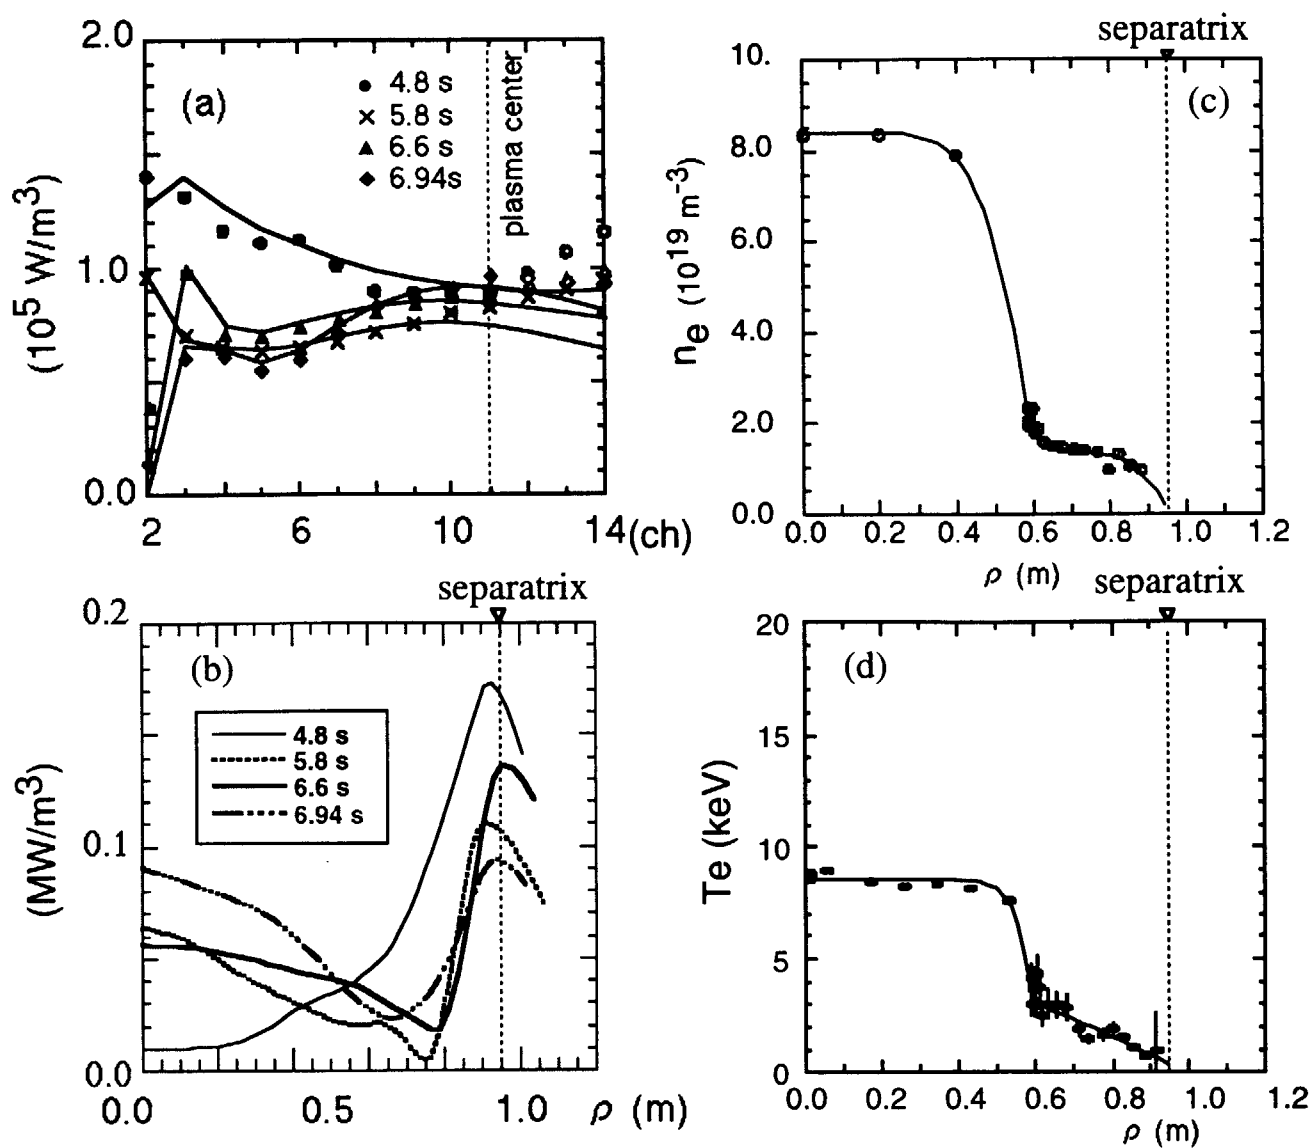 2.0
(a)
4.8 s
5.8 s
6.6 s
6.94s
plasma center
1.0
0.0
(10^5 W/m^3)
2
6
10
14(ch)
separatrix
10.
(c)
8.0
6.0
4.0
2.0
0.0
n_e (10^19 m^-3)
0.0
0.2
0.4
0.6
0.8
1.0
1.2
ρ (m)
separatrix
0.2
(b)
4.8 s
5.8 s
6.6 s
6.94 s
0.1
0.0
(MW/m^3)
0.0
0.5
1.0
ρ (m)
separatrix
20
(d)
15
10
5
0
Te (keV)
0.0
0.2
0.4
0.6
0.8
1.0
1.2
ρ (m)